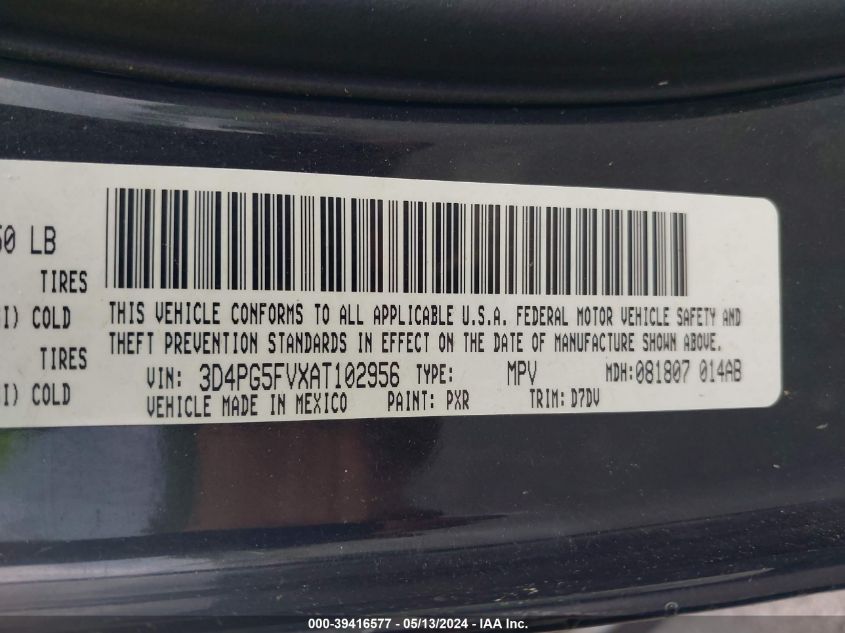 50 LB
TIRES
SI) COLD
TIRES
SI) COLD
THIS VEHICLE CONFORMS TO ALL APPLICABLE U.S.A. FEDERAL MOTOR VEHICLE SAFETY AND
THEFT PREVENTION STANDARDS IN EFFECT ON THE DATE OF MANUFACTURE SHOWN ABOVE.
VIN: 3D4PG5FVXAT102956 TYPE: MPV MDH:081807 014AB
VEHICLE MADE IN MEXICO PAINT: PXR TRIM: D7DV
000-39416577 - 05/13/2024 - IAA Inc.